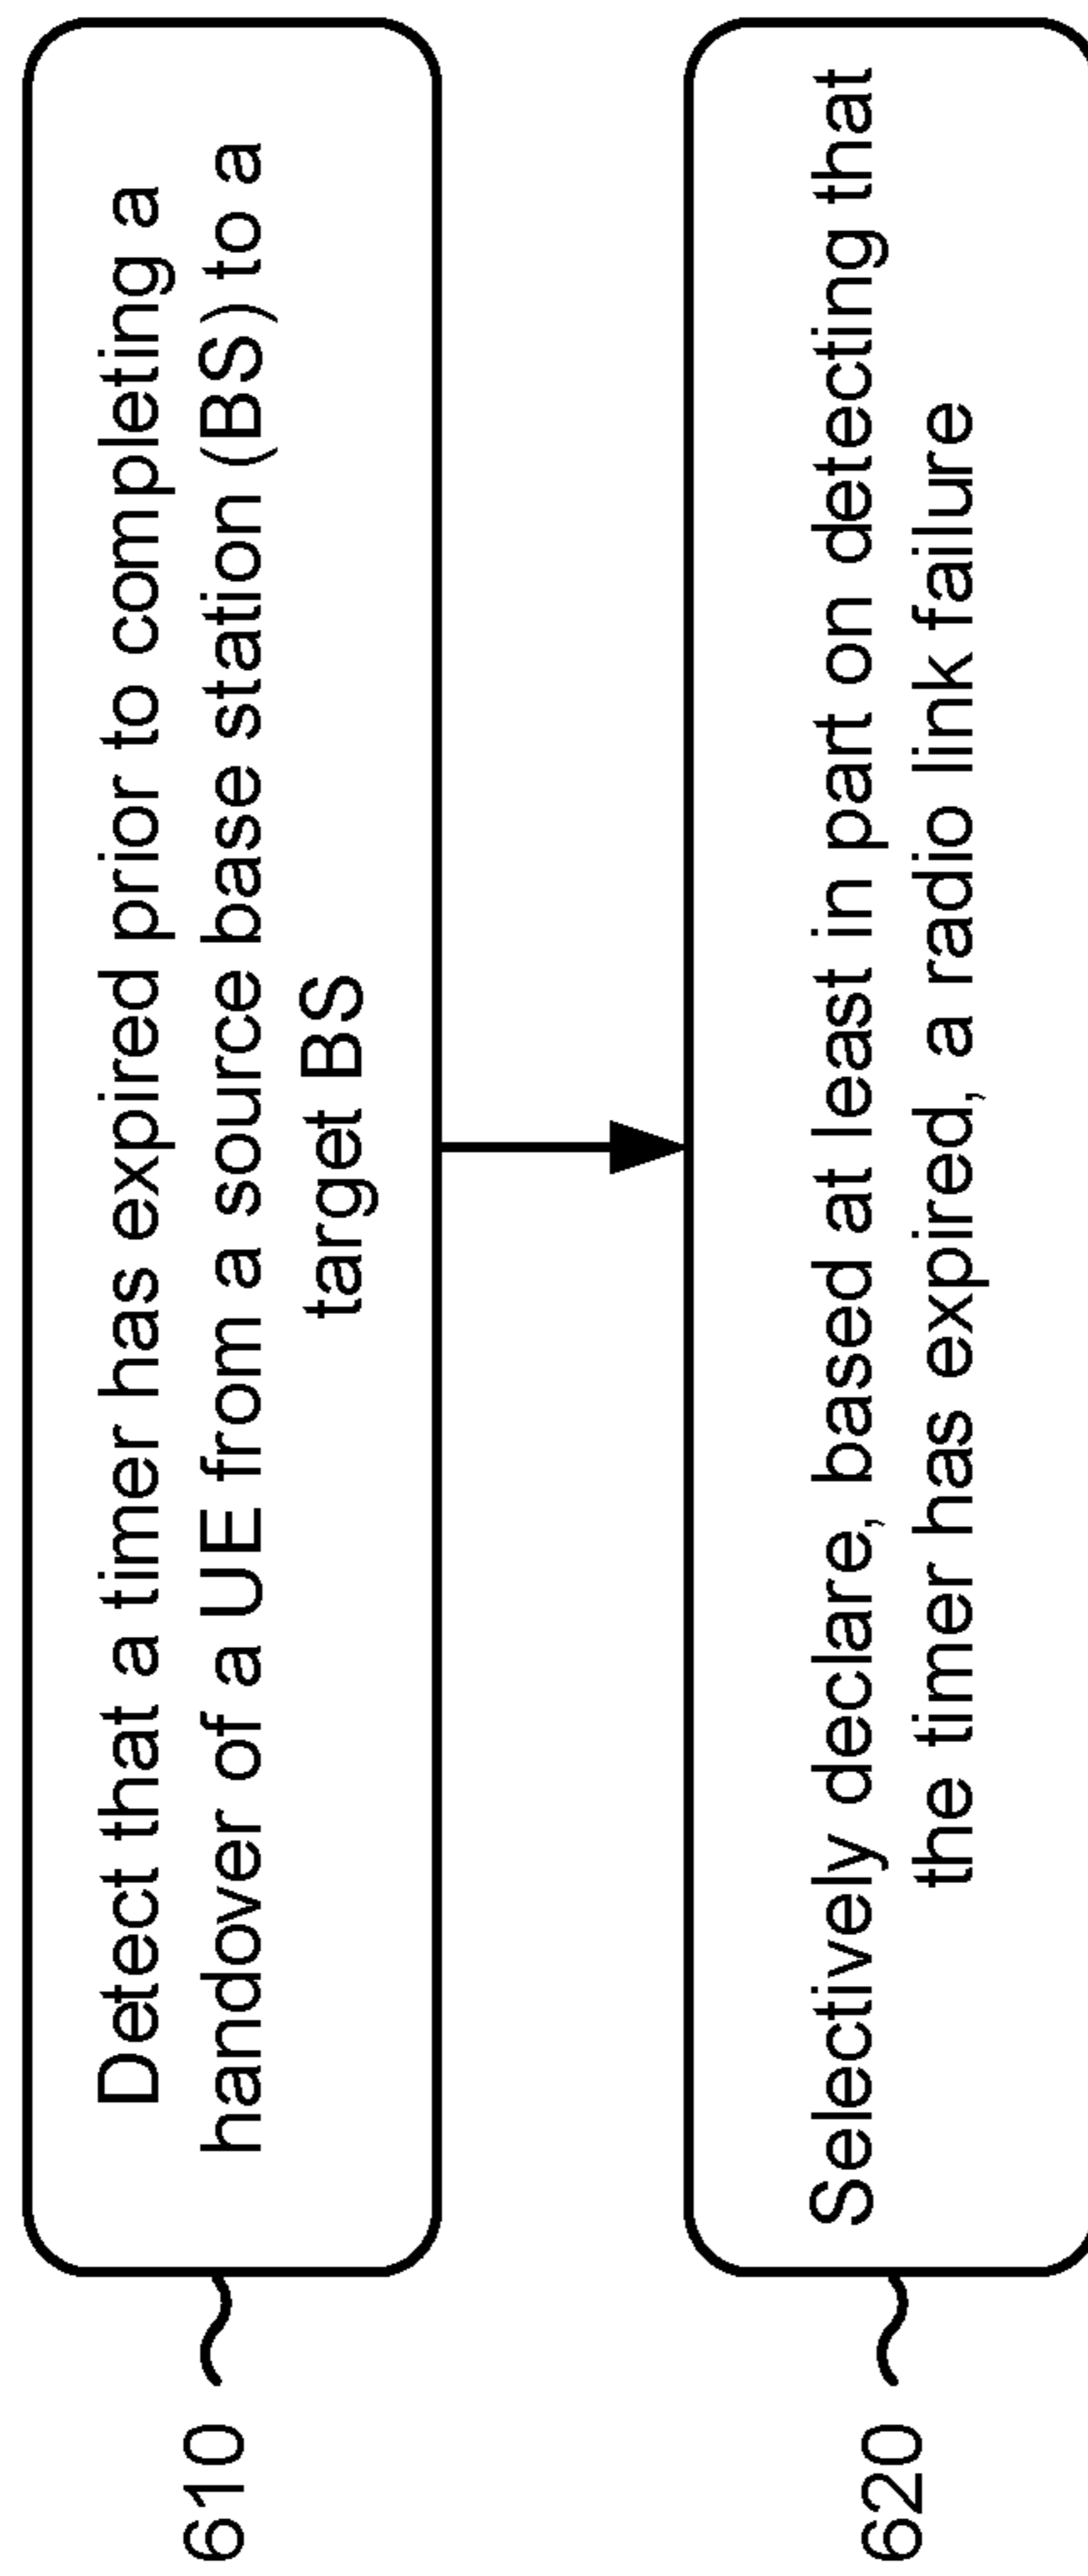 610
Detect that a timer has expired prior to completing a
handover of a UE from a source base station (BS) to a
target BS
620
Selectively declare, based at least in part on detecting that
the timer has expired, a radio link failure